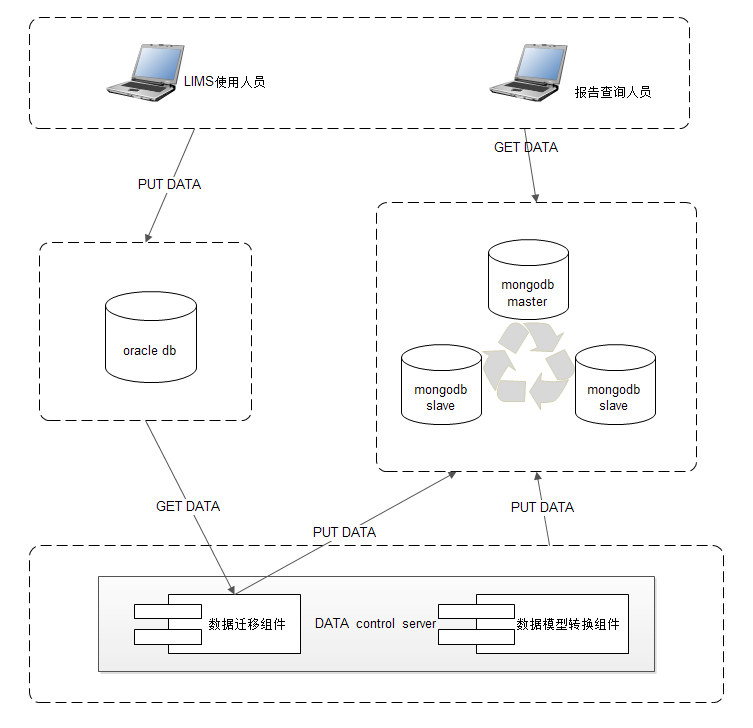 LIMS使用人员
报告查询人员
GET DATA
PUT DATA
mongodb
master
oracle db
mongodb
slave
mongodb
slave
GET DATA
PUT DATA
PUT DATA
数据迁移组件
DATA control server
数据模型转换组件